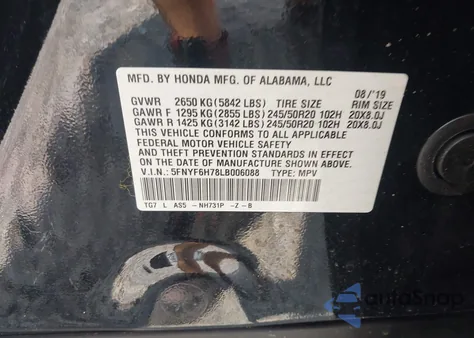 MFD. BY HONDA MFG. OF ALABAMA, LLC 08/'19
GVWR 2650 KG(5842 LBS) TIRE SIZE RIM SIZE
GAWR F 1295 KG(2855 LBS) 245/50R20 102H 20X8.0J
GAWR R 1425 KG(3142 LBS) 245/50R20 102H 20X8.0J
THIS VEHICLE CONFORMS TO ALL APPLICABLE
FEDERAL MOTOR VEHICLE SAFETY
AND THEFT PREVENTION STANDARDS IN EFFECT
ON THE DATE OF MANUFACTURE SHOWN ABOVE.
V.I.N.: 5FNYF6H78LB006088 TYPE: MPV
TG7 L AS5 -NH731P -Z -B
AutoSnap